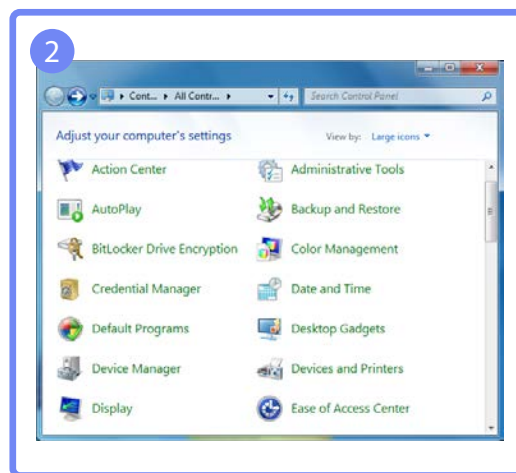 2
Cont... All Contr...
Search Control Panel
Adjust your computer's settings
View by: Large icons
Action Center
Administrative Tools
AutoPlay
Backup and Restore
BitLocker Drive Encryption
Color Management
Credential Manager
Date and Time
Default Programs
Desktop Gadgets
Device Manager
Devices and Printers
Display
Ease of Access Center